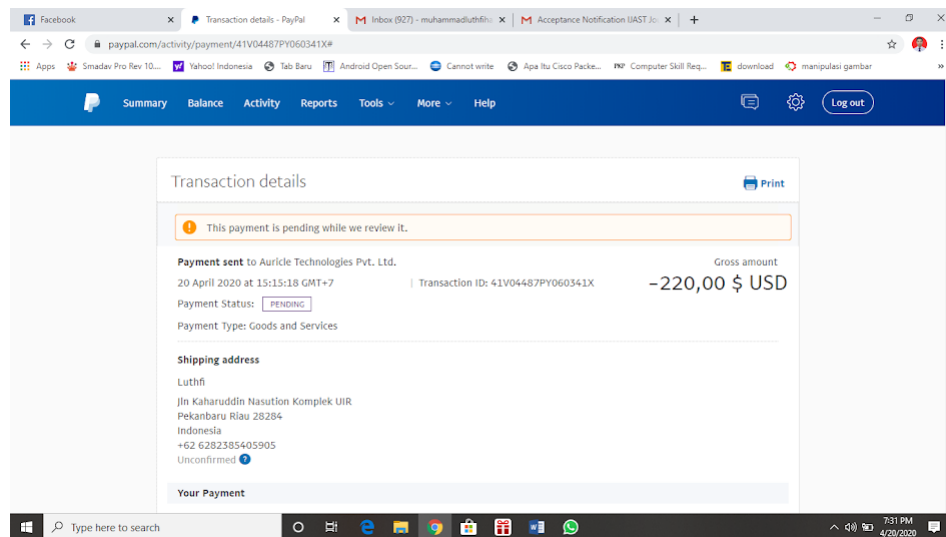 Facebook
Transaction details - PayPal
Inbox (927) - muhammadluthfiha
Acceptance Notification IJAST Jo
paypal.com/activity/payment/41V04487PY060341X#
Apps
Smadav Pro Rev 10...
Yahoo! Indonesia
Tab Baru
Android Open Sour...
Cannot write
Apa Itu Cisco Packe...
Computer Skill Req...
download
manipulasi gambar
Summary
Balance
Activity
Reports
Tools
More
Help
Log out
Transaction details
Print
This payment is pending while we review it.
Payment sent to Auricle Technologies Pvt. Ltd.
Gross amount
20 April 2020 at 15:15:18 GMT+7
| Transaction ID: 41V04487PY060341X
-220,00 $ USD
Payment Status: PENDING
Payment Type: Goods and Services
Shipping address
Luthfi
Jln Kaharuddin Nasution Komplek UIR
Pekanbaru Riau 28284
Indonesia
+62 6282385405905
Unconfirmed ?
Your Payment
Type here to search
7:31 PM
4/20/2020